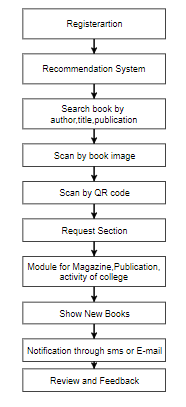 Registerartion
Recommendation System
Search book by
author,title,publication
Scan by book image
Scan by QR code
Request Section
Module for Magazine,Publication,
activity of college
Show New Books
Notification through sms or E-mail
Review and Feedback